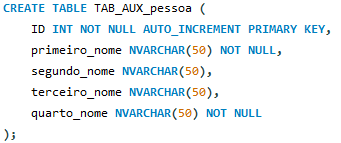 CREATE TABLE TAB_AUX_pessoa (
    ID INT NOT NULL AUTO_INCREMENT PRIMARY KEY,
    primeiro_nome NVARCHAR(50) NOT NULL,
    segundo_nome NVARCHAR(50),
    terceiro_nome NVARCHAR(50),
    quarto_nome NVARCHAR(50) NOT NULL
);